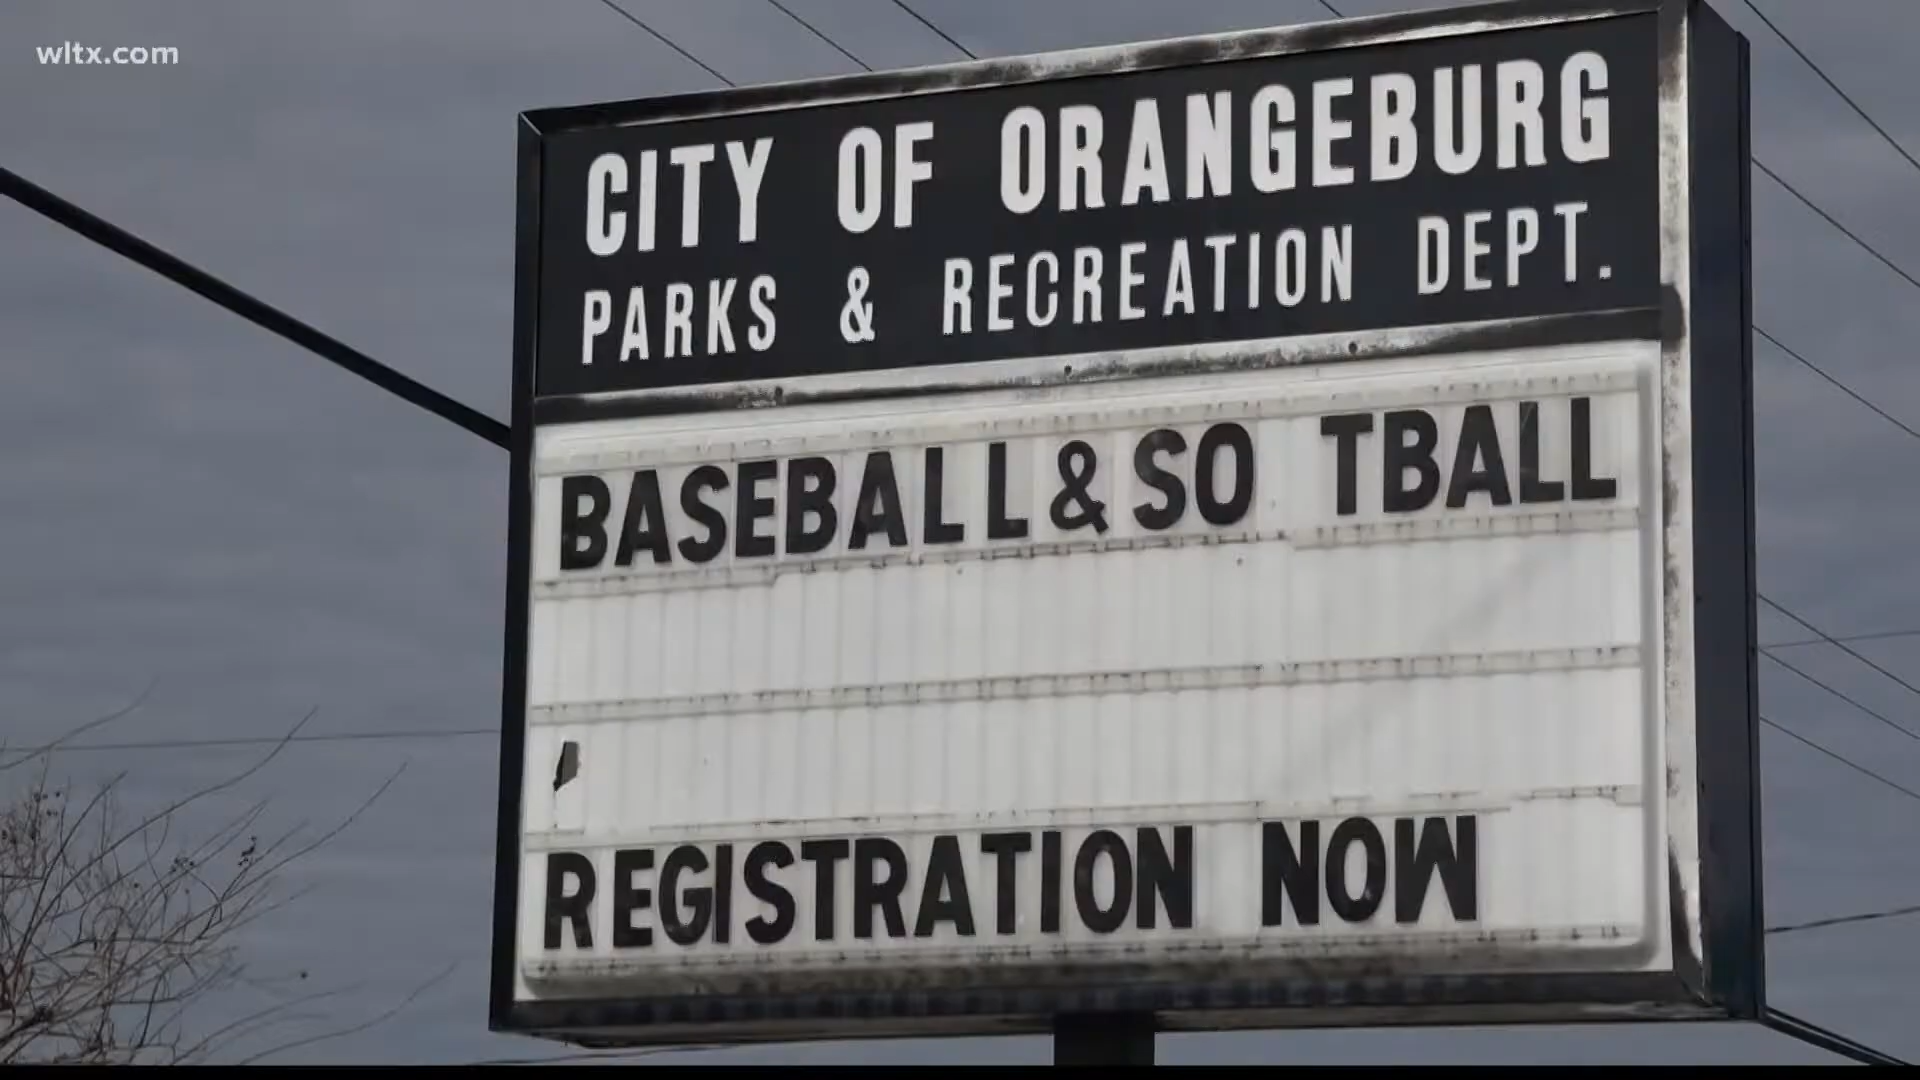 wltx.com
CITY OF ORANGEBURG
PARKS & RECREATION DEPT.
BASEBALL&SO TBALL
REGISTRATION NOW